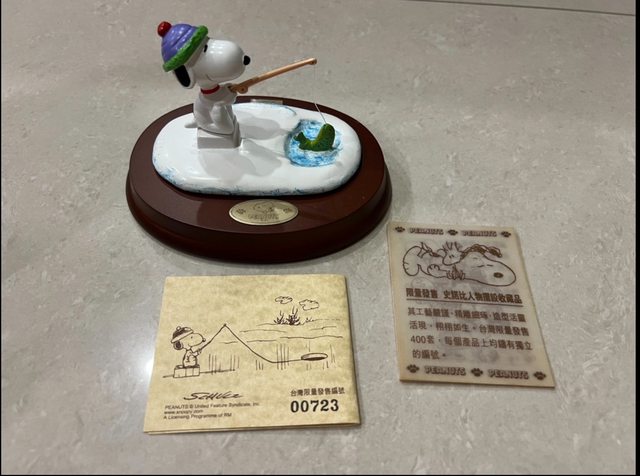 PEANUTS
SCHULZ
PEANUTS © United Feature Syndicate, Inc.
www.snoopy.com
A Licensing Programme of RM
台灣限量發售編號
00723
PEANUTS PEANUTS
限量發售 史努比人物擺設收藏品
其工藝嚴謹，精雕細琢，造型活靈
活現，栩栩如生。台灣限量發售
400套，每個產品上均鑄有獨立
的編號。
PEANUTS PEANUTS